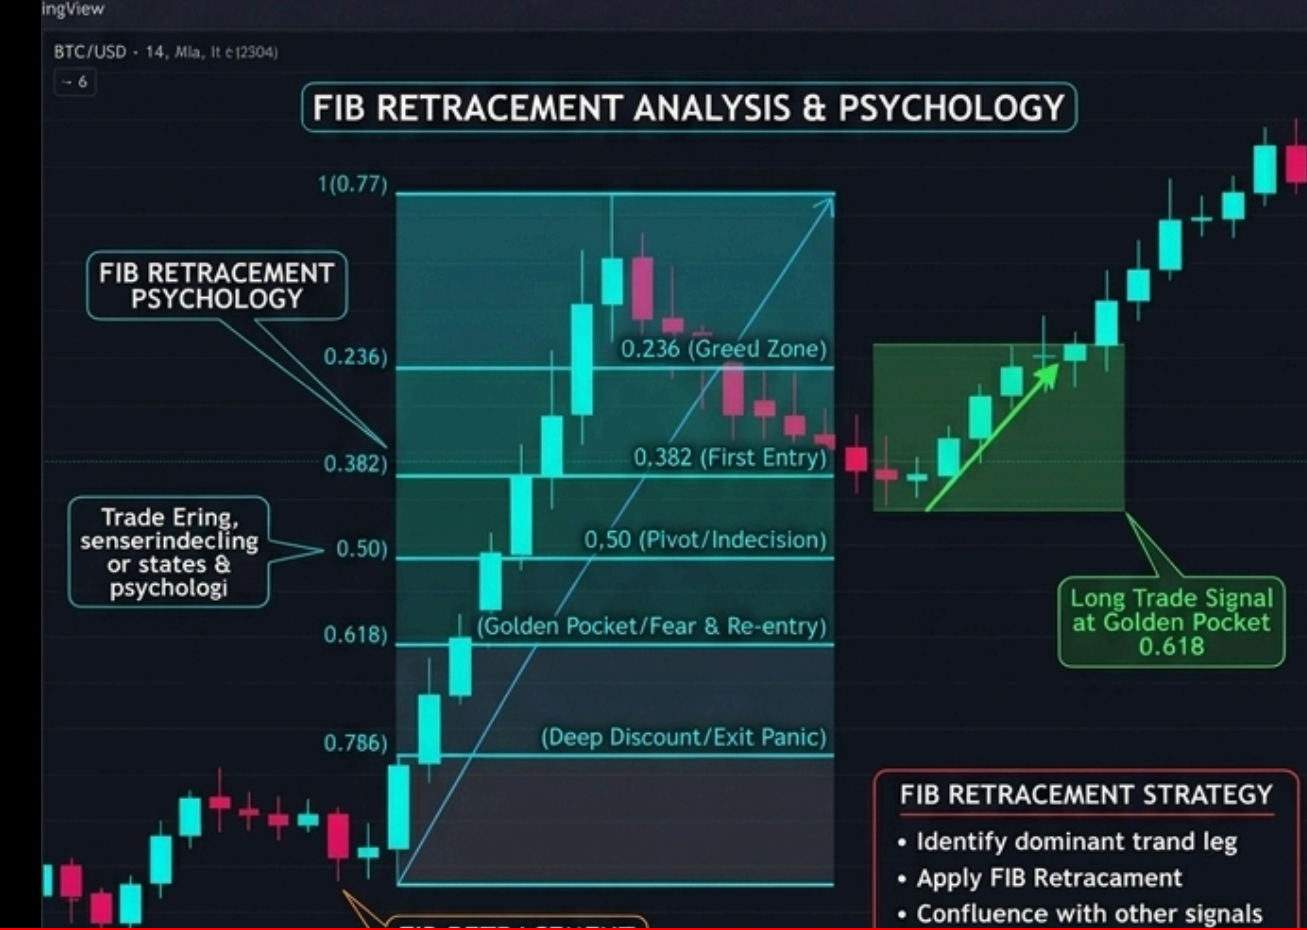 ingView
BTC/USD · 14, Mla, It c (2304)
6
FIB RETRACEMENT ANALYSIS & PSYCHOLOGY
1(0.77)
FIB RETRACEMENT
PSYCHOLOGY
0.236)
0.236 (Greed Zone)
0.382)
0.382 (First Entry)
Trade Ering,
senserindecling
or states &
psychologi
0.50)
0,50 (Pivot/Indecision)
0.618)
(Golden Pocket/Fear & Re-entry)
Long Trade Signal
at Golden Pocket
0.618
0.786)
(Deep Discount/Exit Panic)
FIB RETRACEMENT STRATEGY
• Identify dominant trand leg
• Apply FIB Retracament
• Confluence with other signals
FIB RETRACEMENT